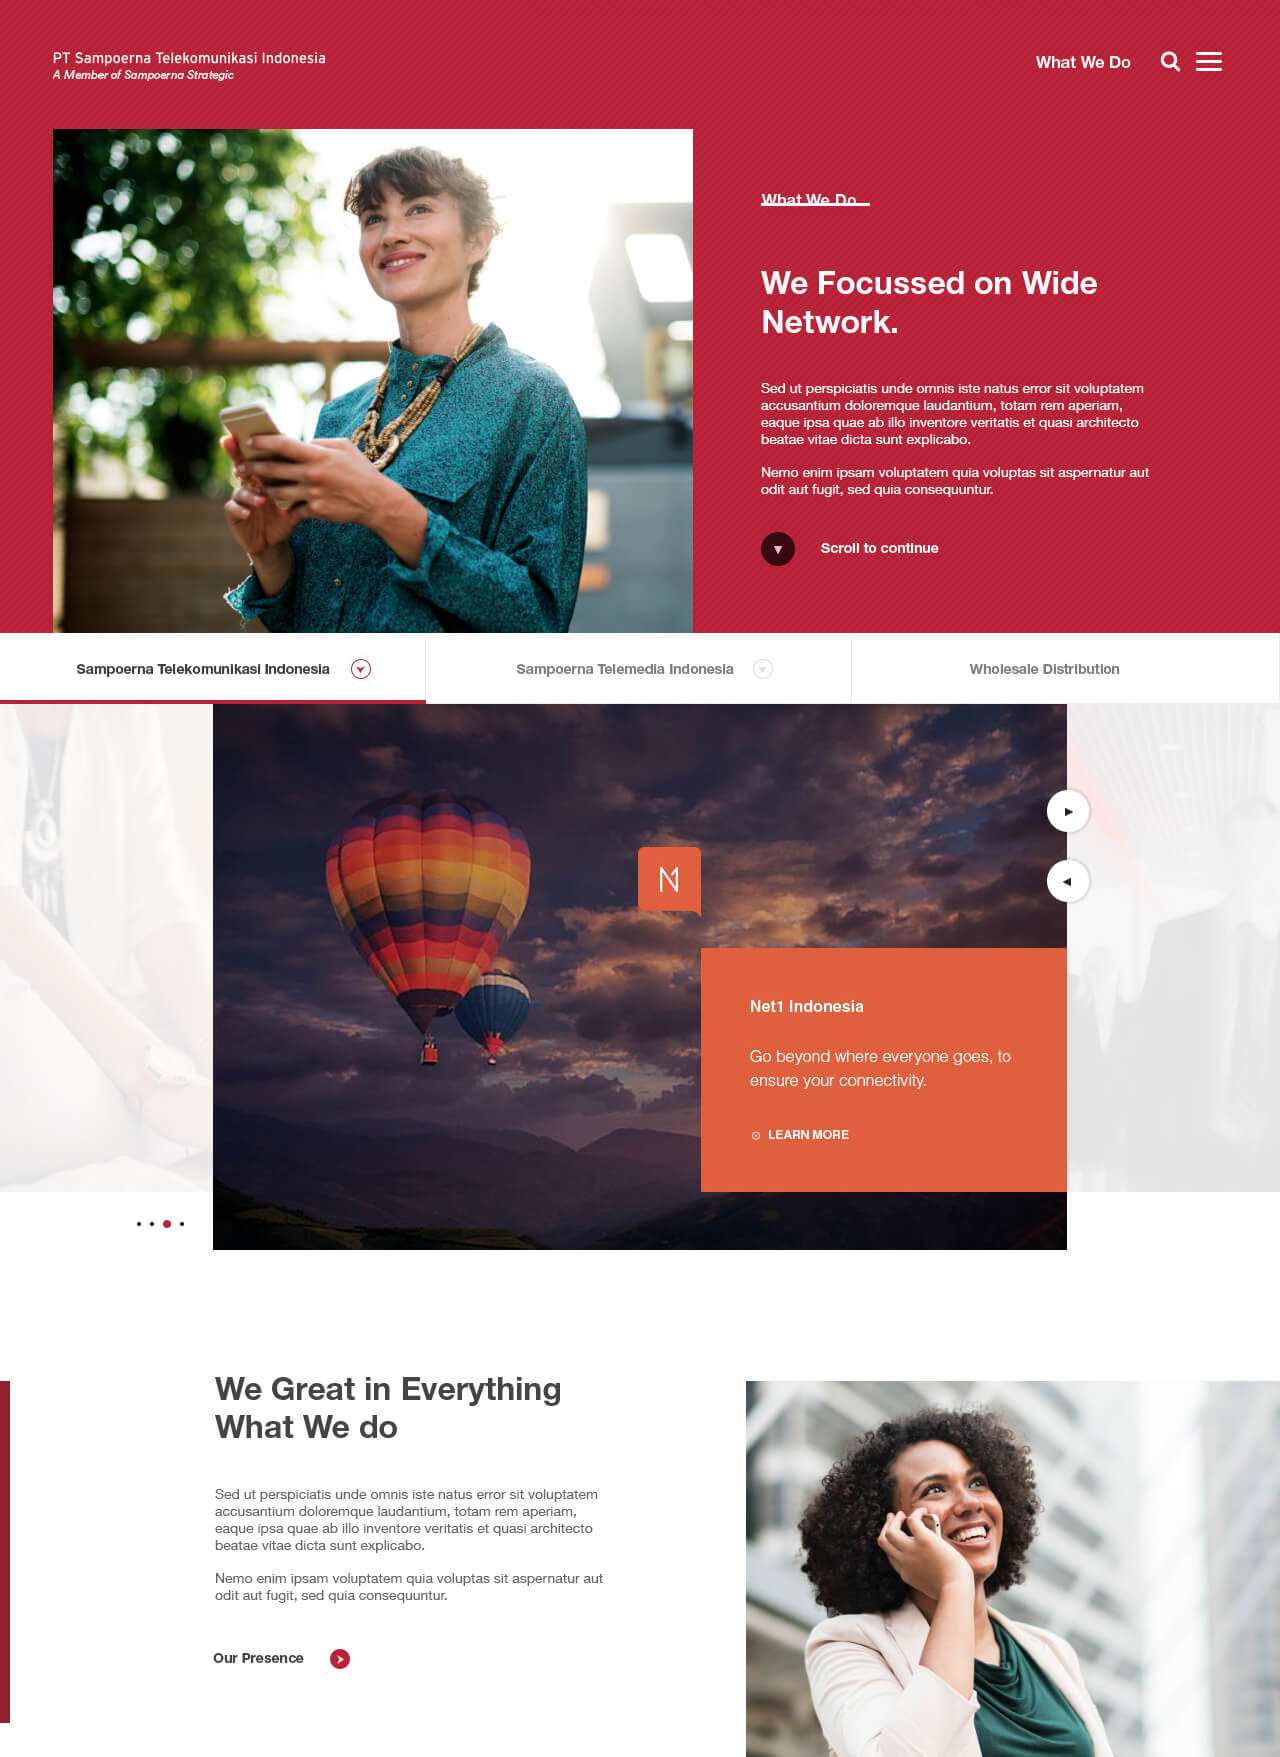 PT Sampoerna Telekomunikasi Indonesia
A Member of Sampoerna Strategic
What We Do
What We Do
We Focussed on Wide
Network.
Sed ut perspiciatis unde omnis iste natus error sit voluptatem
accusantium doloremque laudantium, totam rem aperiam,
eaque ipsa quae ab illo inventore veritatis et quasi architecto
beatae vitae dicta sunt explicabo.
Nemo enim ipsam voluptatem quia voluptas sit aspernatur aut
odit aut fugit, sed quia consequuntur.
Scroll to continue
Sampoerna Telekomunikasi Indonesia
Sampoerna Telemedia Indonesia
Wholesale Distribution
N
Net1 Indonesia
Go beyond where everyone goes, to
ensure your connectivity.
LEARN MORE
We Great in Everything
What We do
Sed ut perspiciatis unde omnis iste natus error sit voluptatem
accusantium doloremque laudantium, totam rem aperiam,
eaque ipsa quae ab illo inventore veritatis et quasi architecto
beatae vitae dicta sunt explicabo.
Nemo enim ipsam voluptatem quia voluptas sit aspernatur aut
odit aut fugit, sed quia consequuntur.
Our Presence